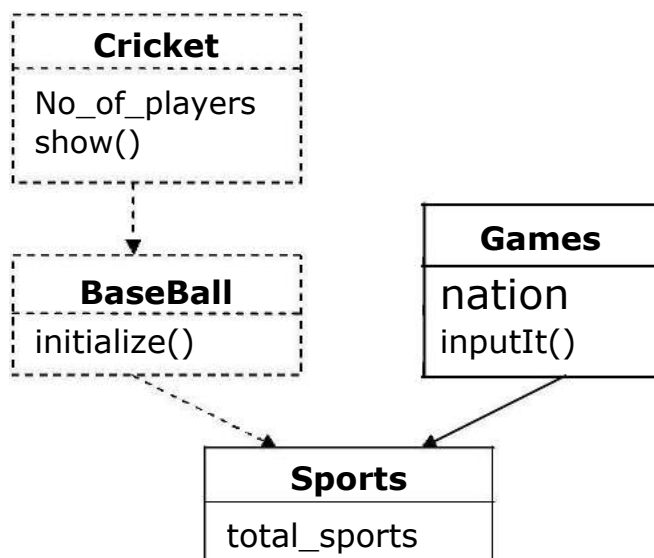 Cricket
No_of_players
show()
BaseBall
initialize()
Games
nation
inputIt()
Sports
total_sports